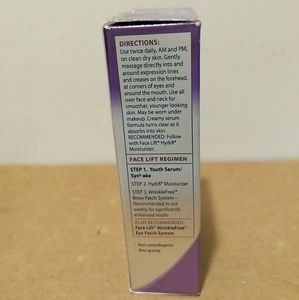 DIRECTIONS:
Use twice daily, AM and PM,
on clean dry skin. Gently
massage directly into and
around expression lines
and creases on the forehead,
at corners of eyes and
around the mouth. Use all
over face and neck for
smoother, younger looking
skin. May be worn under
makeup. Creamy serum
formula turns clear as it
absorbs into skin.
RECOMMENDED: Follow
with Face Lift® Hydr8®
Moisturizer.
FACE LIFT REGIMEN
STEP 1. Youth Serum/
Syn®-ake
STEP 2. Hydr8® Moisturizer
STEP 3. WrinkleFree™
Brow Patch System–
Recommended to use
weekly for significantly
enhanced results
ALSO RECOMMENDED:
Face Lift® WrinkleFree™
Eye Patch System
- Non-comedogenic
- Non-greasy